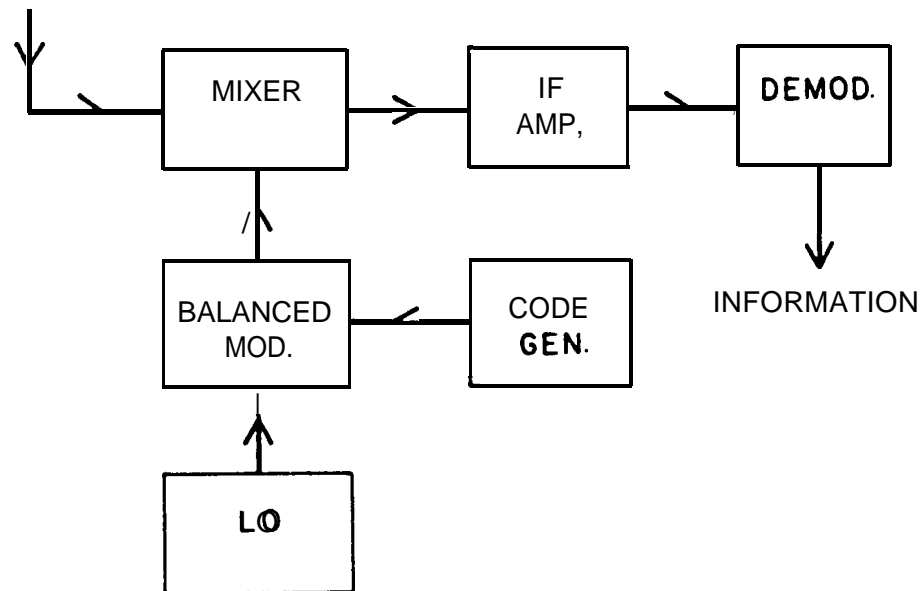 MIXER
IF
AMP,
DEMOD.
BALANCED
MOD.
CODE
GEN.
INFORMATION
LO